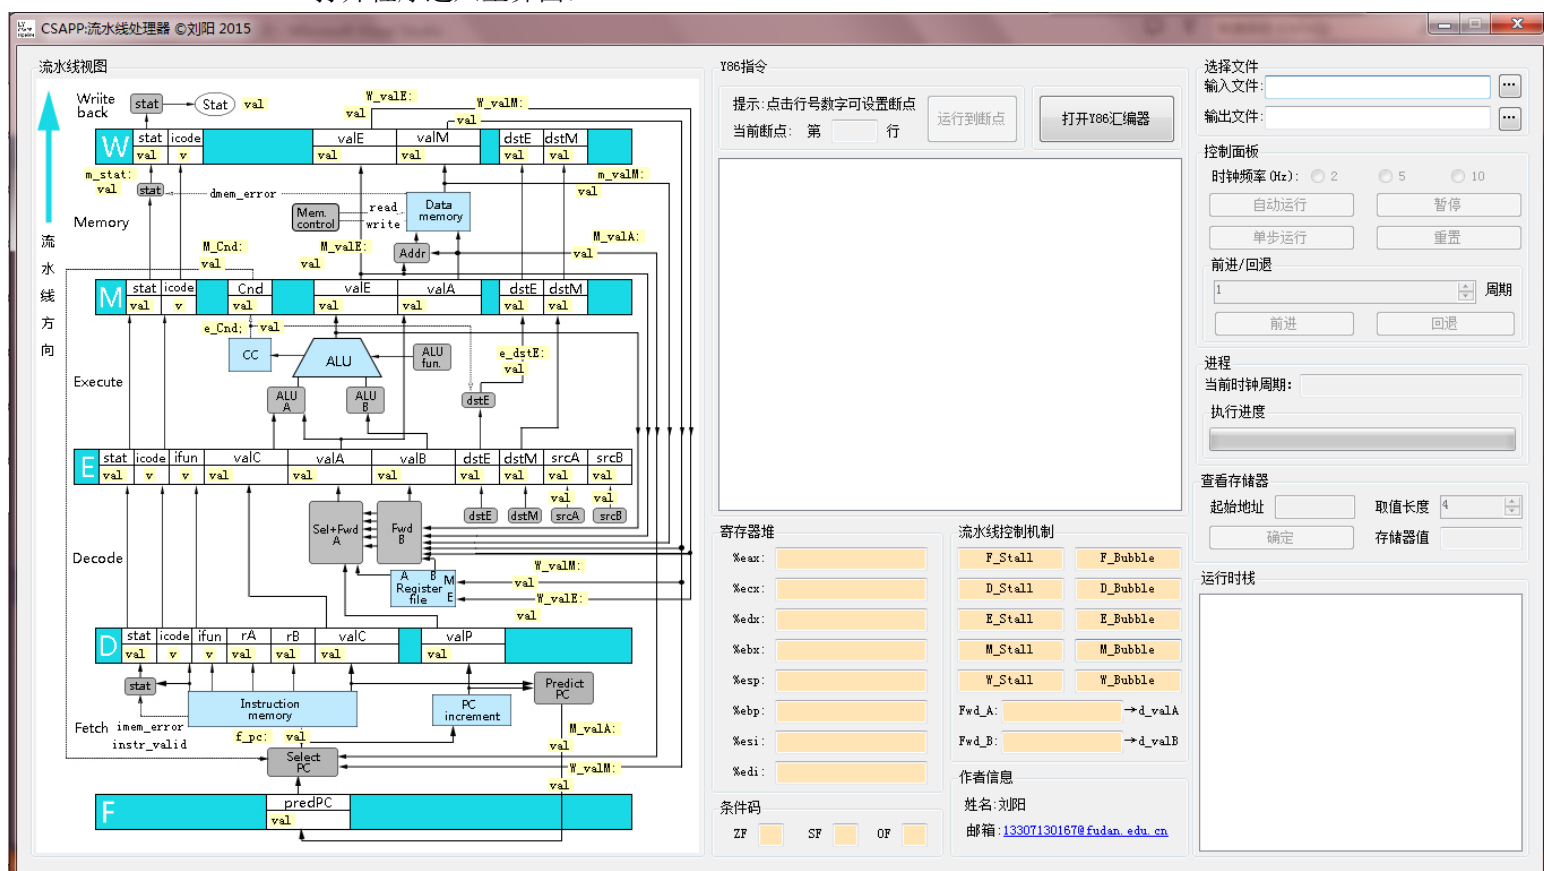 CSAPP:流水线处理器 ©刘阳 2015
流水线视图
Wriite
back
stat
Stat
val
W_valE:
val
W_valM:
val
W
stat icode valE valM dstE dstM
val v val val val val
m_stat:
val
stat
dmem_error
Mem.
control
read
write
Data
memory
m_valM:
val
Memory
流水线方向
M_Cnd:
val
M_valE:
val
Addr
M_valA:
val
M
stat icode Cnd valE valA dstE dstM
val v val val val val val
e_Cnd; val
CC
ALU
ALU
fun.
e_dstE:
val
Execute
ALU
A
ALU
B
dstE
E
stat icode ifun valC valA valB dstE dstM srcA srcB
val v v val val val val val val val
val val
dstE dstM srcA srcB
Sel+Fwd
A
Fwd
B
Decode
A B M
Register
file E
W_valM:
val
W_valE:
val
D
stat icode ifun rA rB valC valP
val v v val val val val
stat
Instruction
memory
PC
increment
Predict
PC
Fetch
imem_error
instr_valid
f_pc: val
M_valA:
val
Select
PC
W_valM:
val
F
predPC
val
Y86指令
提示:点击行号数字可设置断点
当前断点: 第 行
运行到断点
打开Y86汇编器
寄存器堆
%eax:
%ecx:
%edx:
%ebx:
%esp:
%ebp:
%esi:
%edi:
条件码
ZF SF OF
流水线控制机制
F_Stall F_Bubble
D_Stall D_Bubble
E_Stall E_Bubble
M_Stall M_Bubble
W_Stall W_Bubble
Fwd_A: →d_valA
Fwd_B: →d_valB
作者信息
姓名:刘阳
邮箱:13307130167@fudan.edu.cn
选择文件
输入文件: ...
输出文件: ...
控制面板
时钟频率(Hz): 2 5 10
自动运行 暂停
单步运行 重置
前进/回退
1 周期
前进 回退
进程
当前时钟周期:
执行进度
查看存储器
起始地址 取值长度 4
确定 存储器值
运行时栈